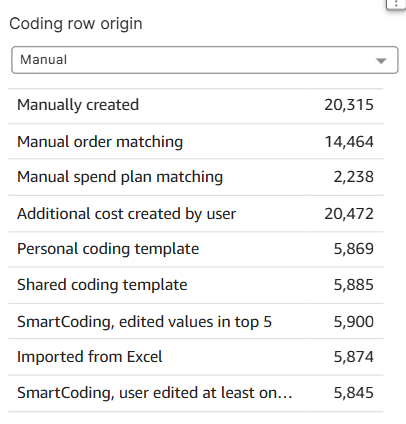 Coding row origin
Manual
Manually created 20,315
Manual order matching 14,464
Manual spend plan matching 2,238
Additional cost created by user 20,472
Personal coding template 5,869
Shared coding template 5,885
SmartCoding, edited values in top 5 5,900
Imported from Excel 5,874
SmartCoding, user edited at least on… 5,845